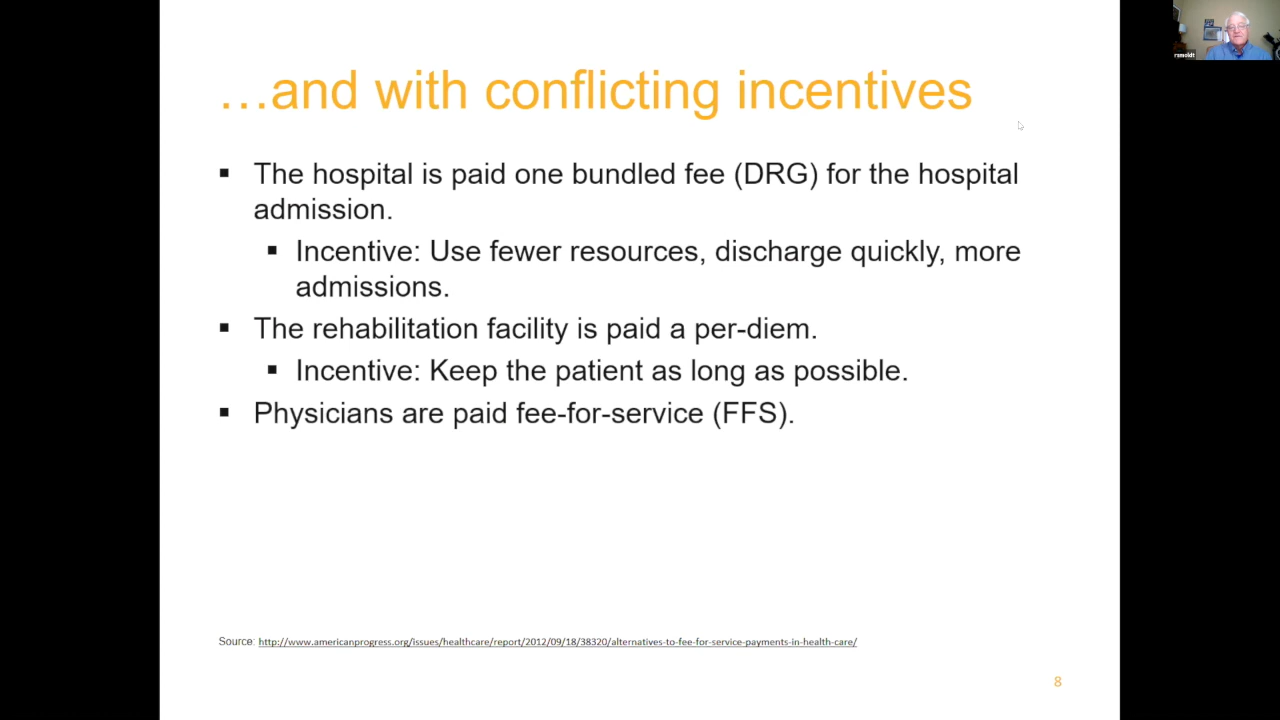 …and with conflicting incentives
▪ The hospital is paid one bundled fee (DRG) for the hospital
admission.
▪ Incentive: Use fewer resources, discharge quickly, more
admissions.
▪ The rehabilitation facility is paid a per-diem.
▪ Incentive: Keep the patient as long as possible.
▪ Physicians are paid fee-for-service (FFS).
Source: http://www.americanprogress.org/issues/healthcare/report/2012/09/18/38320/alternatives-to-fee-for-service-payments-in-health-care/
8
rsmoldt